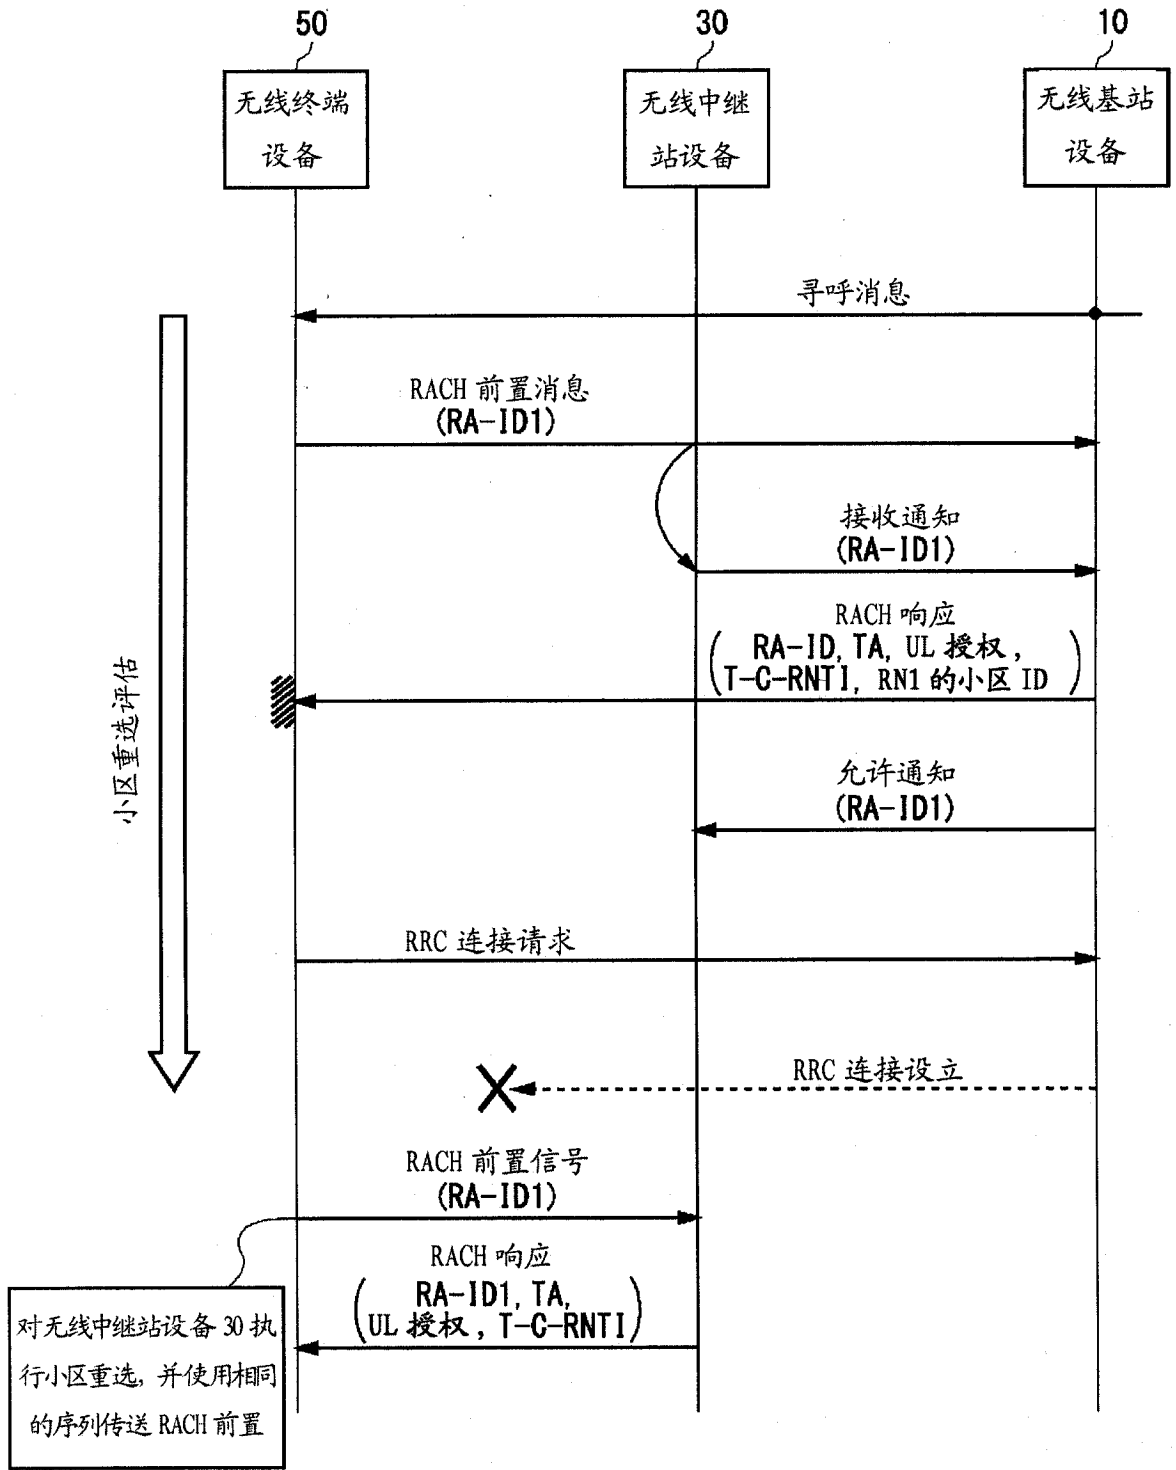 50
30
10
无线终端
设备
无线中继
站设备
无线基站
设备
寻呼消息
RACH 前置消息
(RA-ID1)
接收通知
(RA-ID1)
RACH 响应
RA-ID, TA, UL 授权,
T-C-RNTI, RN1 的小区 ID
小区重选评估
允许通知
(RA-ID1)
RRC 连接请求
RRC 连接设立
RACH 前置信号
(RA-ID1)
RACH 响应
RA-ID1, TA,
UL 授权, T-C-RNTI
对无线中继站设备 30 执
行小区重选, 并使用相同
的序列传送 RACH 前置